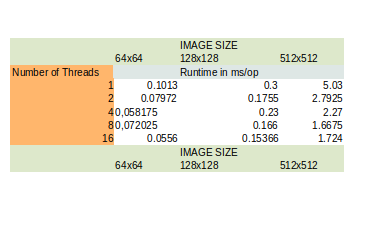 IMAGE SIZE
64x64 128x128 512x512
Number of Threads Runtime in ms/op
1 0.1013 0.3 5.03
2 0.07972 0.1755 2.7925
4 0,058175 0.23 2.27
8 0,072025 0.166 1.6675
16 0.0556 0.15366 1.724
IMAGE SIZE
64x64 128x128 512x512